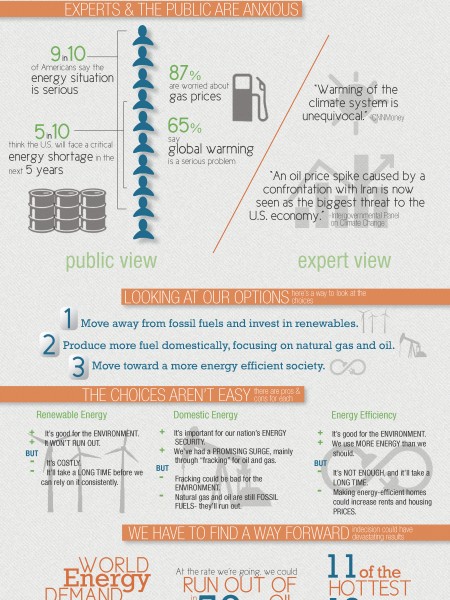 EXPERTS & THE PUBLIC ARE ANXIOUS
9 in 10
of Americans say the
energy situation
is serious
5 in 10
think the U.S. will face a critical
energy shortage in the
next 5 years
87%
are worried about
gas prices
65%
say
global warming
is a serious problem
"Warming of the
climate system is
unequivocal." -CNNMoney
"An oil price spike caused by a
confrontation with Iran is now
seen as the biggest threat to the
U.S. economy." -Intergovernmental Panel
on Climate Change
public view
expert view
LOOKING AT OUR OPTIONS here's a way to look at the
choices
1 Move away from fossil fuels and invest in renewables.
2 Produce more fuel domestically, focusing on natural gas and oil.
3 Move toward a more energy efficient society.
THE CHOICES AREN'T EASY there are pros &
cons for each
Renewable Energy
+ It's good for the ENVIRONMENT.
+ It WON'T RUN OUT.
BUT
- It's COSTLY.
- It'll take a LONG TIME before we
can rely on it consistently.
Domestic Energy
+ It's important for our nation's ENERGY
SECURITY.
+ We've had a PROMISING SURGE, mainly
through "fracking" for oil and gas.
BUT
- Fracking could be bad for the
ENVIRONMENT.
- Natural gas and oil are still FOSSIL
FUELS- they'll run out.
Energy Efficiency
+ It's good for the ENVIRONMENT.
+ We use MORE ENERGY than we
should.
BUT
- It's NOT ENOUGH, and it'll take a
LONG TIME.
- Making energy-efficient homes
could increase rents and housing
PRICES.
WE HAVE TO FIND A WAY FORWARD indecision could have
devastating results
WORLD
Energy
DEMAND
At the rate we're going, we could
RUN OUT OF
in
oil
11 of the
HOTTEST